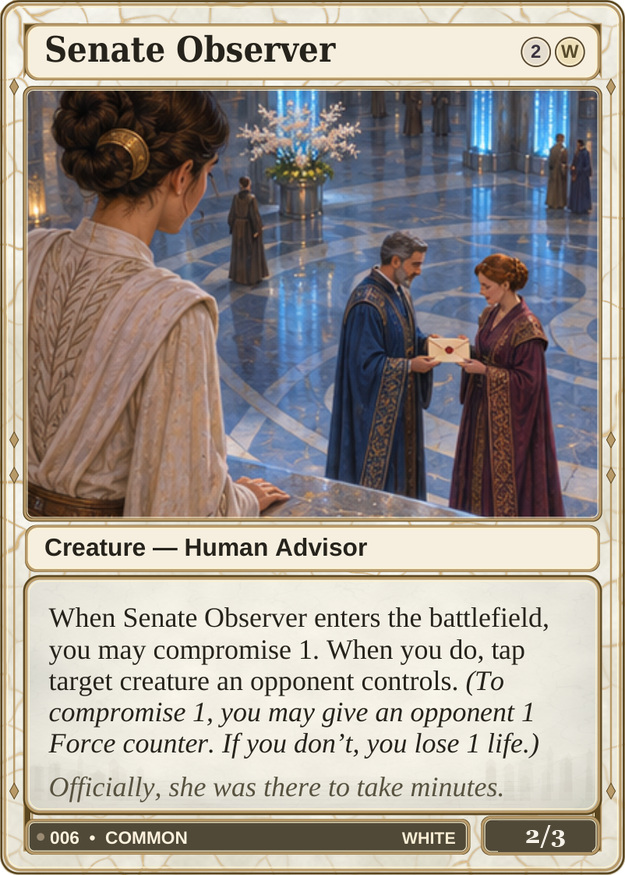 Senate Observer 2 W
Creature — Human Advisor
When Senate Observer enters the battlefield,
you may compromise 1. When you do, tap
target creature an opponent controls. (To
compromise 1, you may give an opponent 1
Force counter. If you don’t, you lose 1 life.)
Officially, she was there to take minutes.
006 • COMMON WHITE 2/3